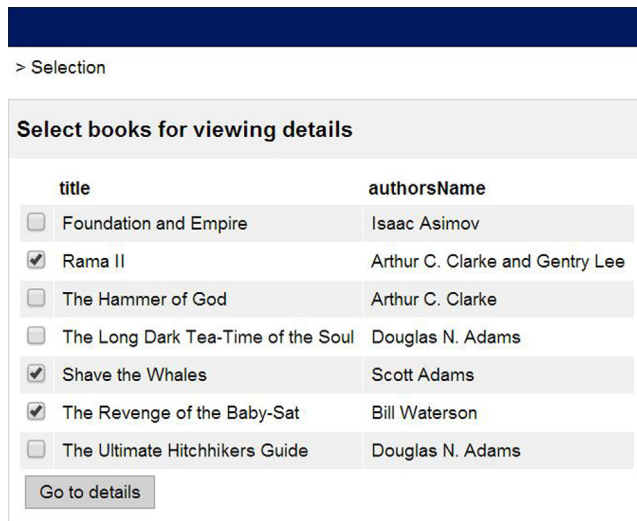 > Selection
Select books for viewing details
title authorsName
Foundation and Empire Isaac Asimov
Rama II Arthur C. Clarke and Gentry Lee
The Hammer of God Arthur C. Clarke
The Long Dark Tea-Time of the Soul Douglas N. Adams
Shave the Whales Scott Adams
The Revenge of the Baby-Sat Bill Waterson
The Ultimate Hitchhikers Guide Douglas N. Adams
Go to details